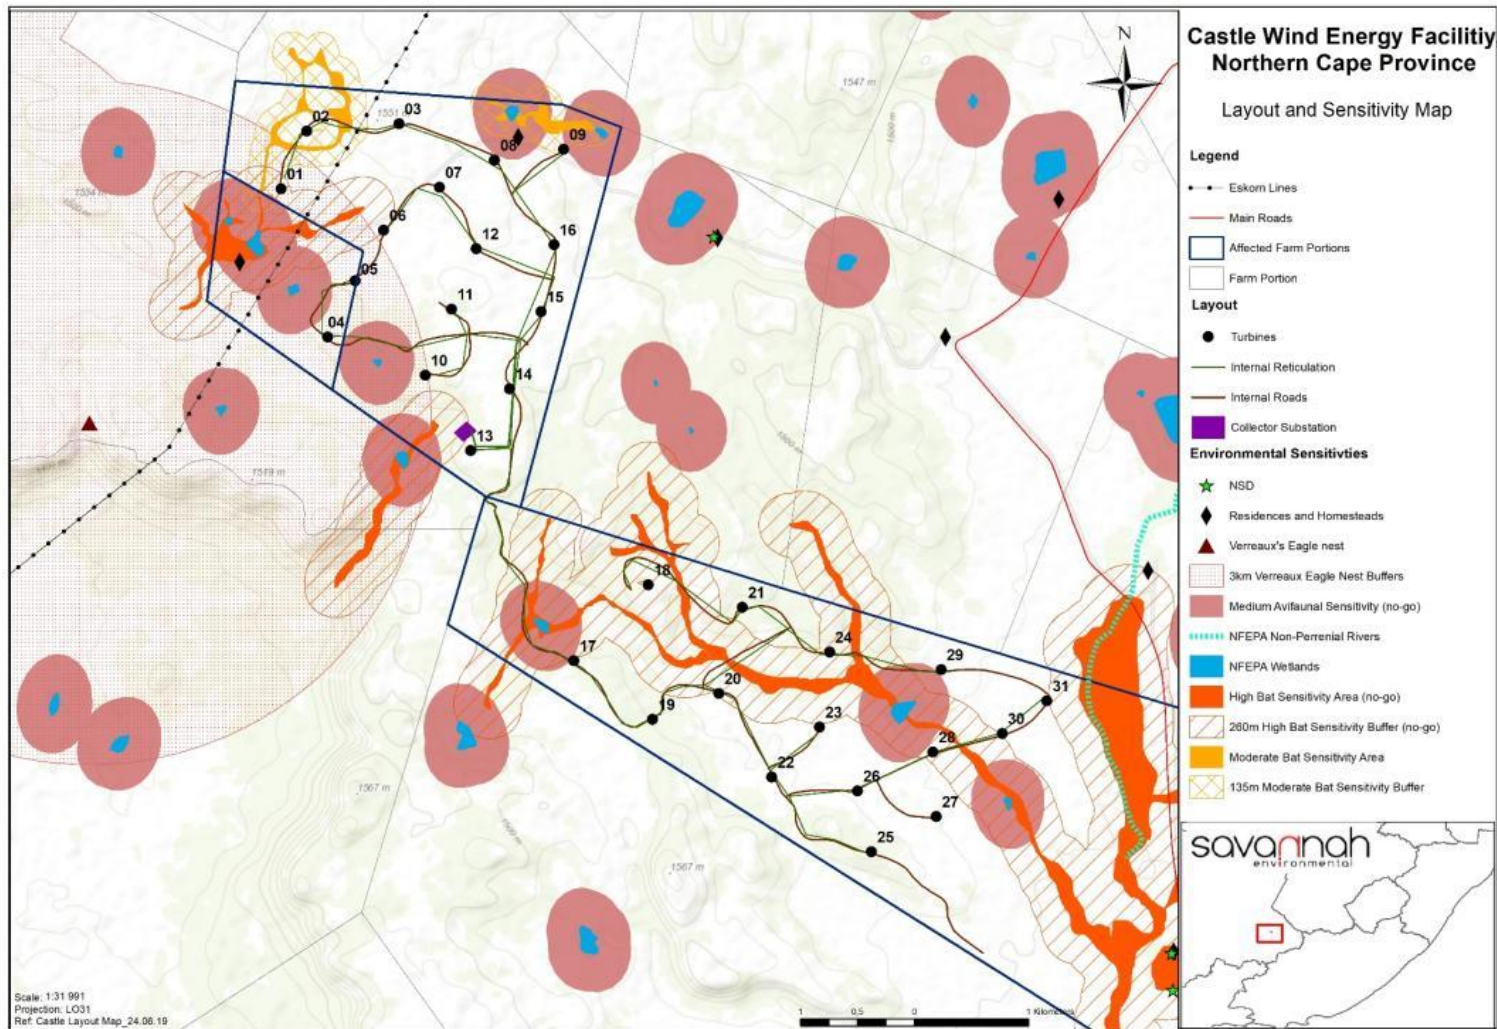 Castle Wind Energy Facilitiy
Northern Cape Province
Layout and Sensitivity Map
Legend
Eskom Lines
Main Roads
Affected Farm Portions
Farm Portion
Layout
Turbines
Internal Reticulation
Internal Roads
Collector Substation
Environmental Sensitivties
NSD
Residences and Homesteads
Verreaux's Eagle nest
3km Verreaux Eagle Nest Buffers
Medium Avifaunal Sensitivity (no-go)
NFEPA Non-Perrenial Rivers
NFEPA Wetlands
High Bat Sensitivity Area (no-go)
260m High Bat Sensitivity Buffer (no-go)
Moderate Bat Sensitivity Area
135m Moderate Bat Sensitivity Buffer
savannah
environmental
N
1547 m
1551 m
1600 m
02
03
08
09
01
07
06
12
16
05
11
15
04
10
14
13
1519 m
1600 m
18
21
17
24
29
20
31
19
23
30
28
22
26
27
25
1567 m
1500 m
1567 m
Scale: 1:31 991
Projection: LO31
Ref: Castle Layout Map_24.06.19
1 0,5 0 1 Kilometers